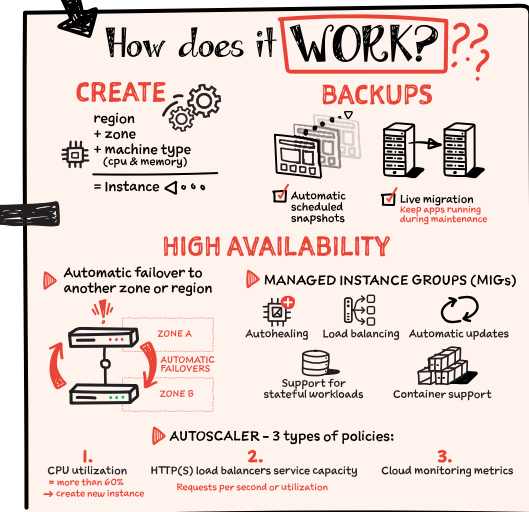 How does it WORK? ???
CREATE
region
+ zone
+ machine type
(cpu & memory)
= Instance
BACKUPS
Automatic
scheduled
snapshots
Live migration
Keep apps running
during maintenance
HIGH AVAILABILITY
Automatic failover to
another zone or region
ZONE A
AUTOMATIC
FAILOVERS
ZONE B
MANAGED INSTANCE GROUPS (MIGs)
Autohealing
Load balancing
Automatic updates
Support for
stateful workloads
Container support
AUTOSCALER – 3 types of policies:
1.
CPU utilization
= more than 60%
→ create new instance
2.
HTTP(S) load balancers service capacity
Requests per second or utilization
3.
Cloud monitoring metrics